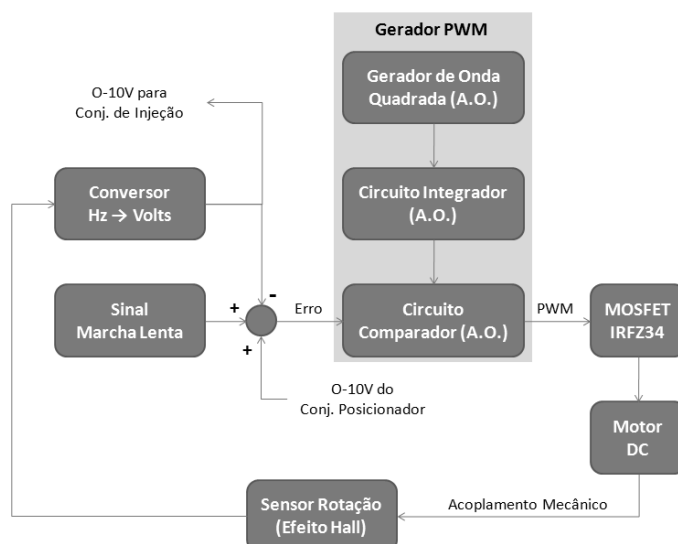 Gerador PWM
Gerador de Onda
Quadrada (A.O.)
O-10V para
Conj. de Injeção
Conversor
Hz → Volts
Circuito Integrador
(A.O.)
-
+
Sinal
Marcha Lenta
Erro
Circuito
Comparador (A.O.)
PWM
MOSFET
IRFZ34
+
O-10V do
Conj. Posicionador
Motor
DC
Sensor Rotação
(Efeito Hall)
Acoplamento Mecânico